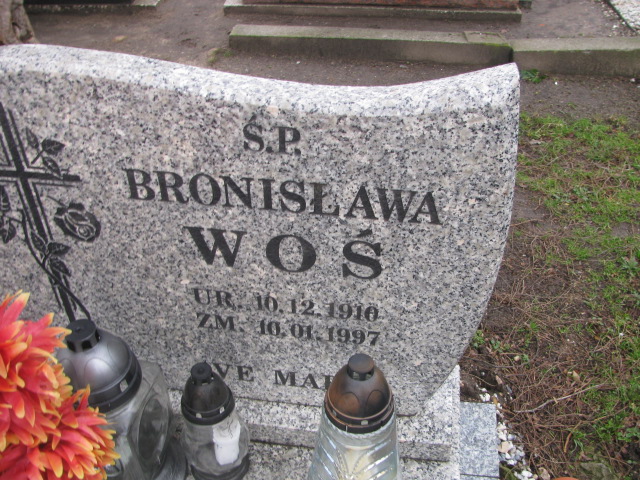 Ś.P.
BRONISŁAWA
WOŚ
UR. 10.12.1910
ZM. 10.01.1997